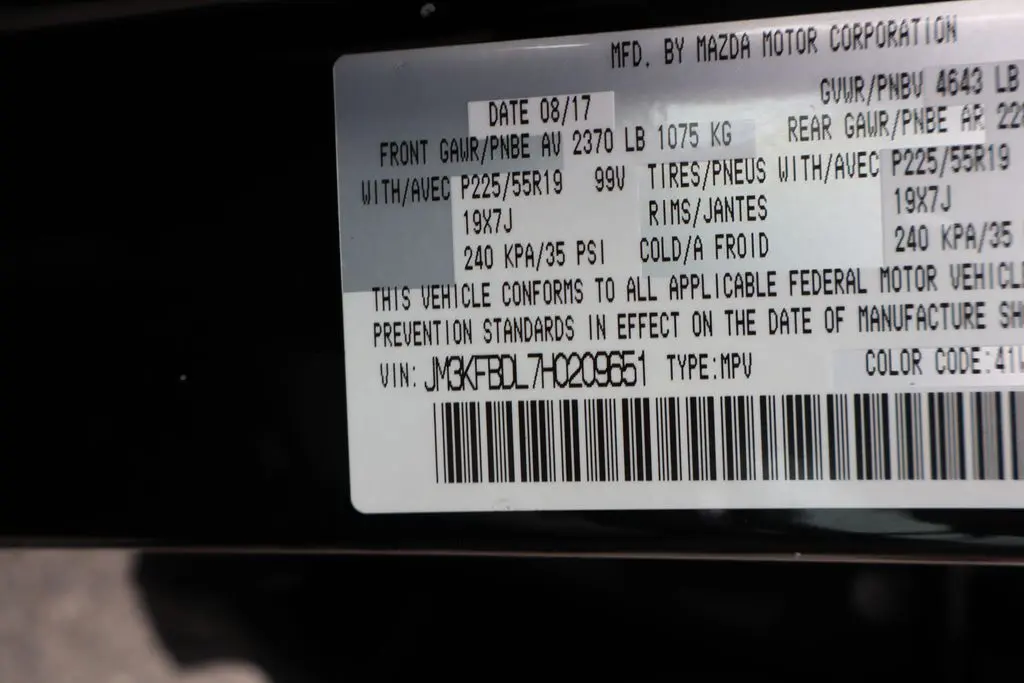 MFD. BY MAZDA MOTOR CORPORATION
DATE 08/17 GVWR/PNBV 4643 LB
FRONT GAWR/PNBE AV 2370 LB 1075 KG REAR GAWR/PNBE AR
WITH/AVEC P225/55R19 99V TIRES/PNEUS WITH/AVEC P225/55R19
19X7J RIMS/JANTES 19X7J
240 KPA/35 PSI COLD/A FROID 240 KPA/35
THIS VEHICLE CONFORMS TO ALL APPLICABLE FEDERAL MOTOR
PREVENTION STANDARDS IN EFFECT ON THE DATE OF MANUFACTURE
VIN: JM3KFBDL7H0209651 TYPE:MPV COLOR CODE:41